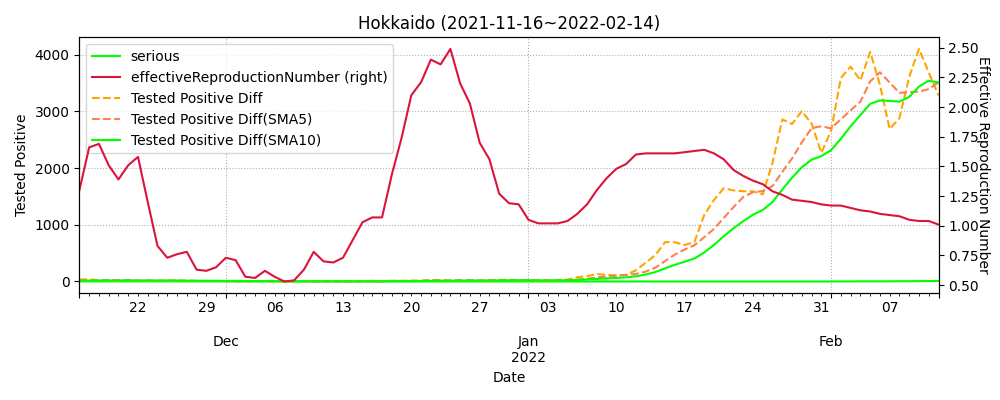 Hokkaido (2021-11-16~2022-02-14)
serious
effectiveReproductionNumber (right)
Tested Positive Diff
Tested Positive Diff(SMA5)
Tested Positive Diff(SMA10)
Tested Positive
4000
3000
2000
1000
0
2.50
2.25
2.00
1.75
1.50
1.25
1.00
0.75
0.50
Effective Reproduction Number
22 29 06 13 20 27 03 10 17 24 31 07
Dec Jan Feb
2022
Date